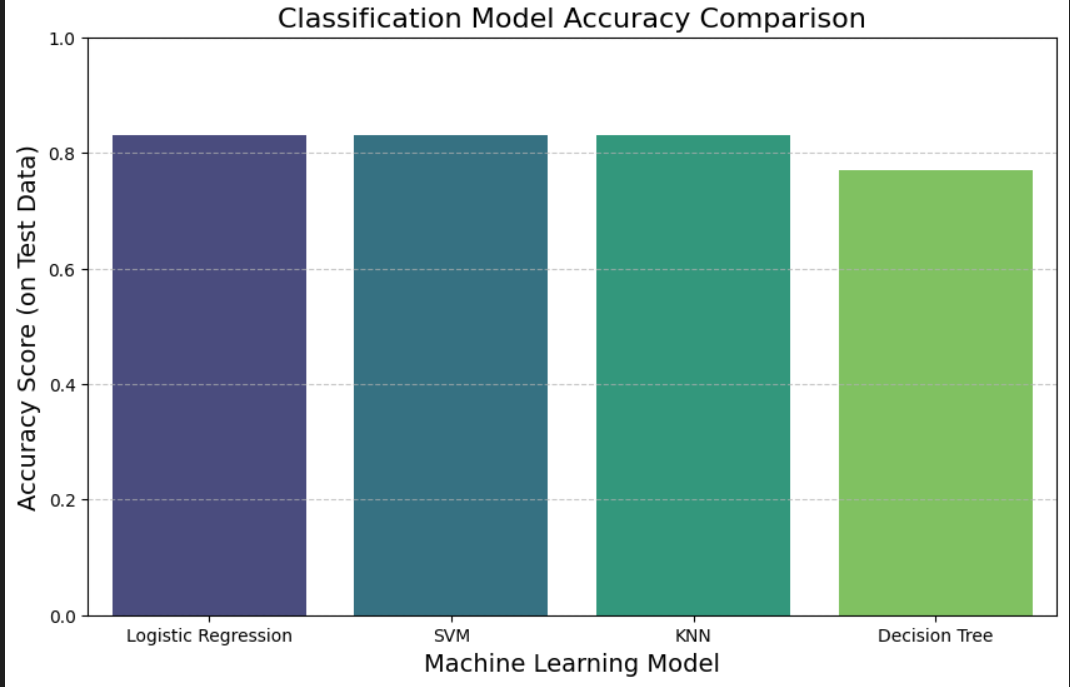 Classification Model Accuracy Comparison
1.0
0.8
0.6
0.4
0.2
0.0
Accuracy Score (on Test Data)
Logistic Regression SVM KNN Decision Tree
Machine Learning Model